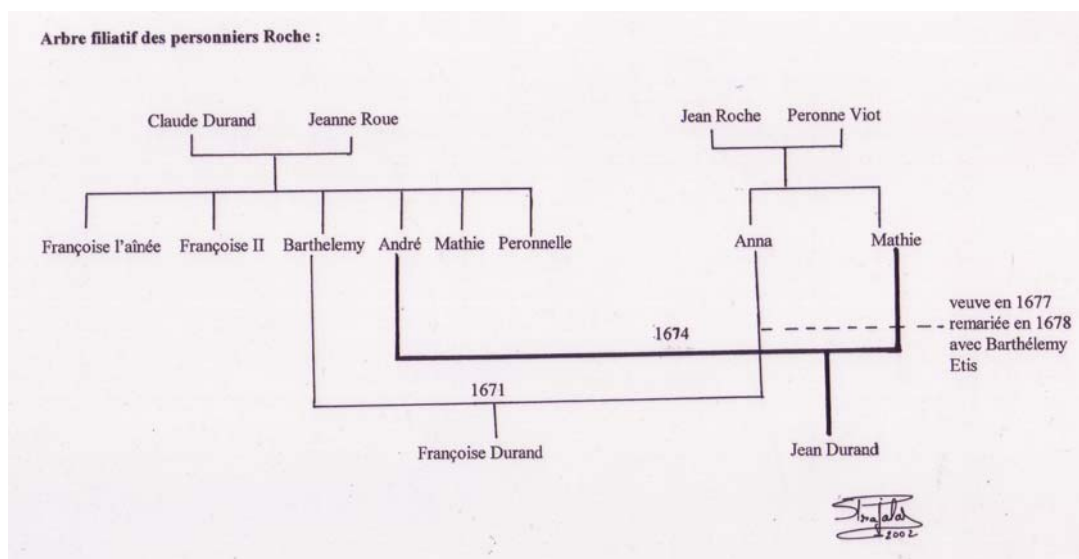 Arbre filiatif des personniers Roche :
Claude Durand Jeanne Roue Jean Roche Peronne Viot
Françoise l'aînée Françoise II Barthelemy André Mathie Peronnelle Anna Mathie
veuve en 1677
remariée en 1678
avec Barthélemy
Etis
1674
1671
Françoise Durand Jean Durand
2002